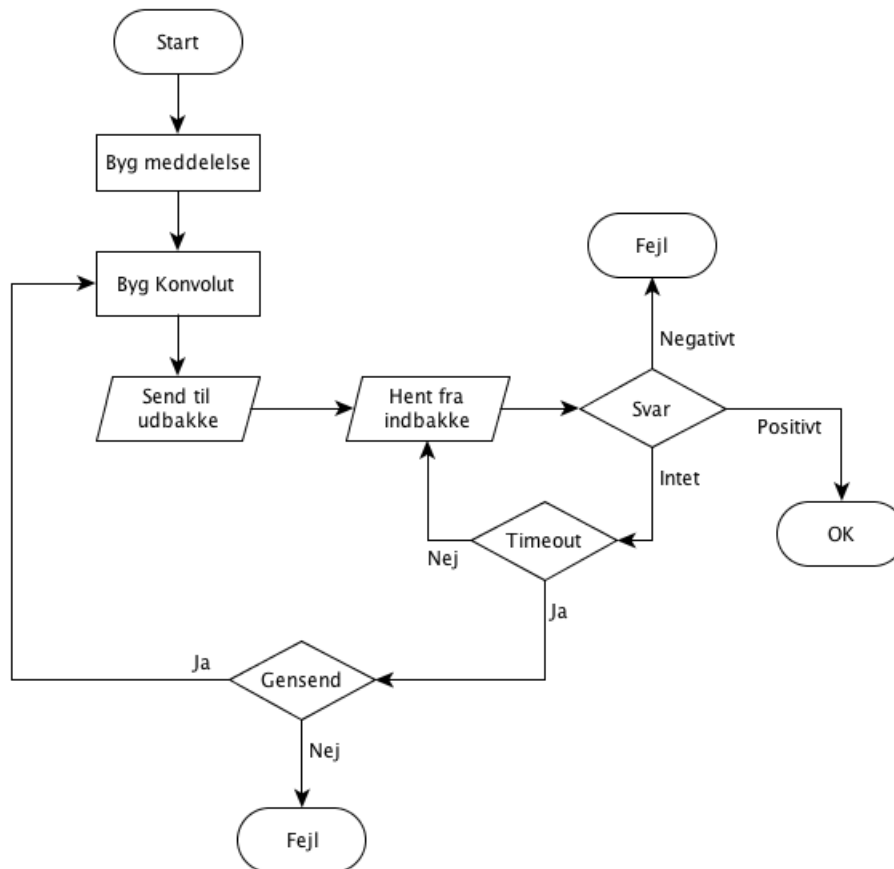 Start
Byg meddelelse
Fejl
Byg Konvolut
Negativt
Send til
udbakke
Hent fra
indbakke
Svar
Positivt
Intet
Timeout
Nej
OK
Ja
Ja
Gensend
Nej
Fejl